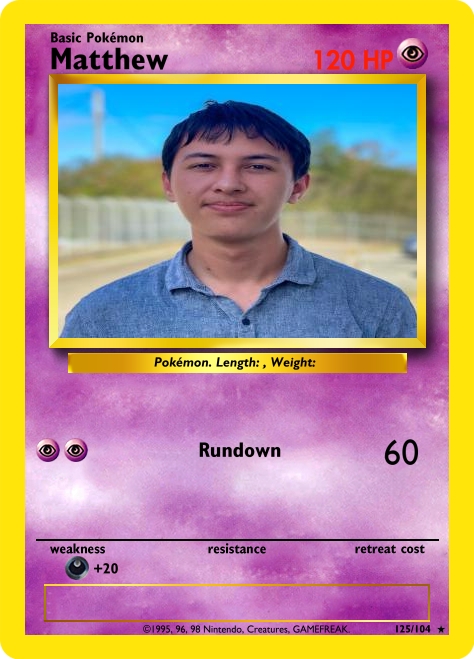 Basic Pokémon
Matthew 120 HP
Pokémon. Length: , Weight:
Rundown 60
weakness resistance retreat cost
+20
©1995, 96, 98 Nintendo, Creatures, GAMEFREAK. 125/104 ★